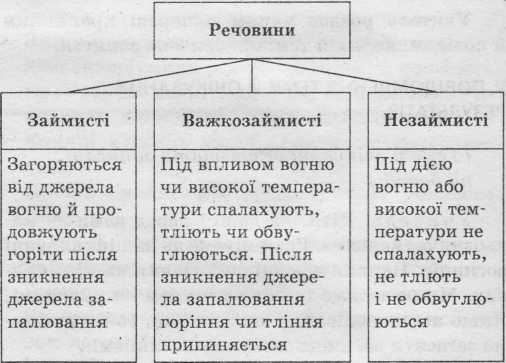 Речовини
Займисті
Загоряються
від джерела
вогню й про-
довжують
горіти після
зникнення
джерела за-
палювання
Важкозаймисті
Під впливом вогню
чи високої темпера-
тури спалахують,
тліють чи обву-
глюються. Після
зникнення джере-
ла запалювання
горіння чи тління
припиняється
Незаймисті
Під дією
вогню або
високої тем-
ператури не
спалахують,
не тліють
і не обвуглю-
ються